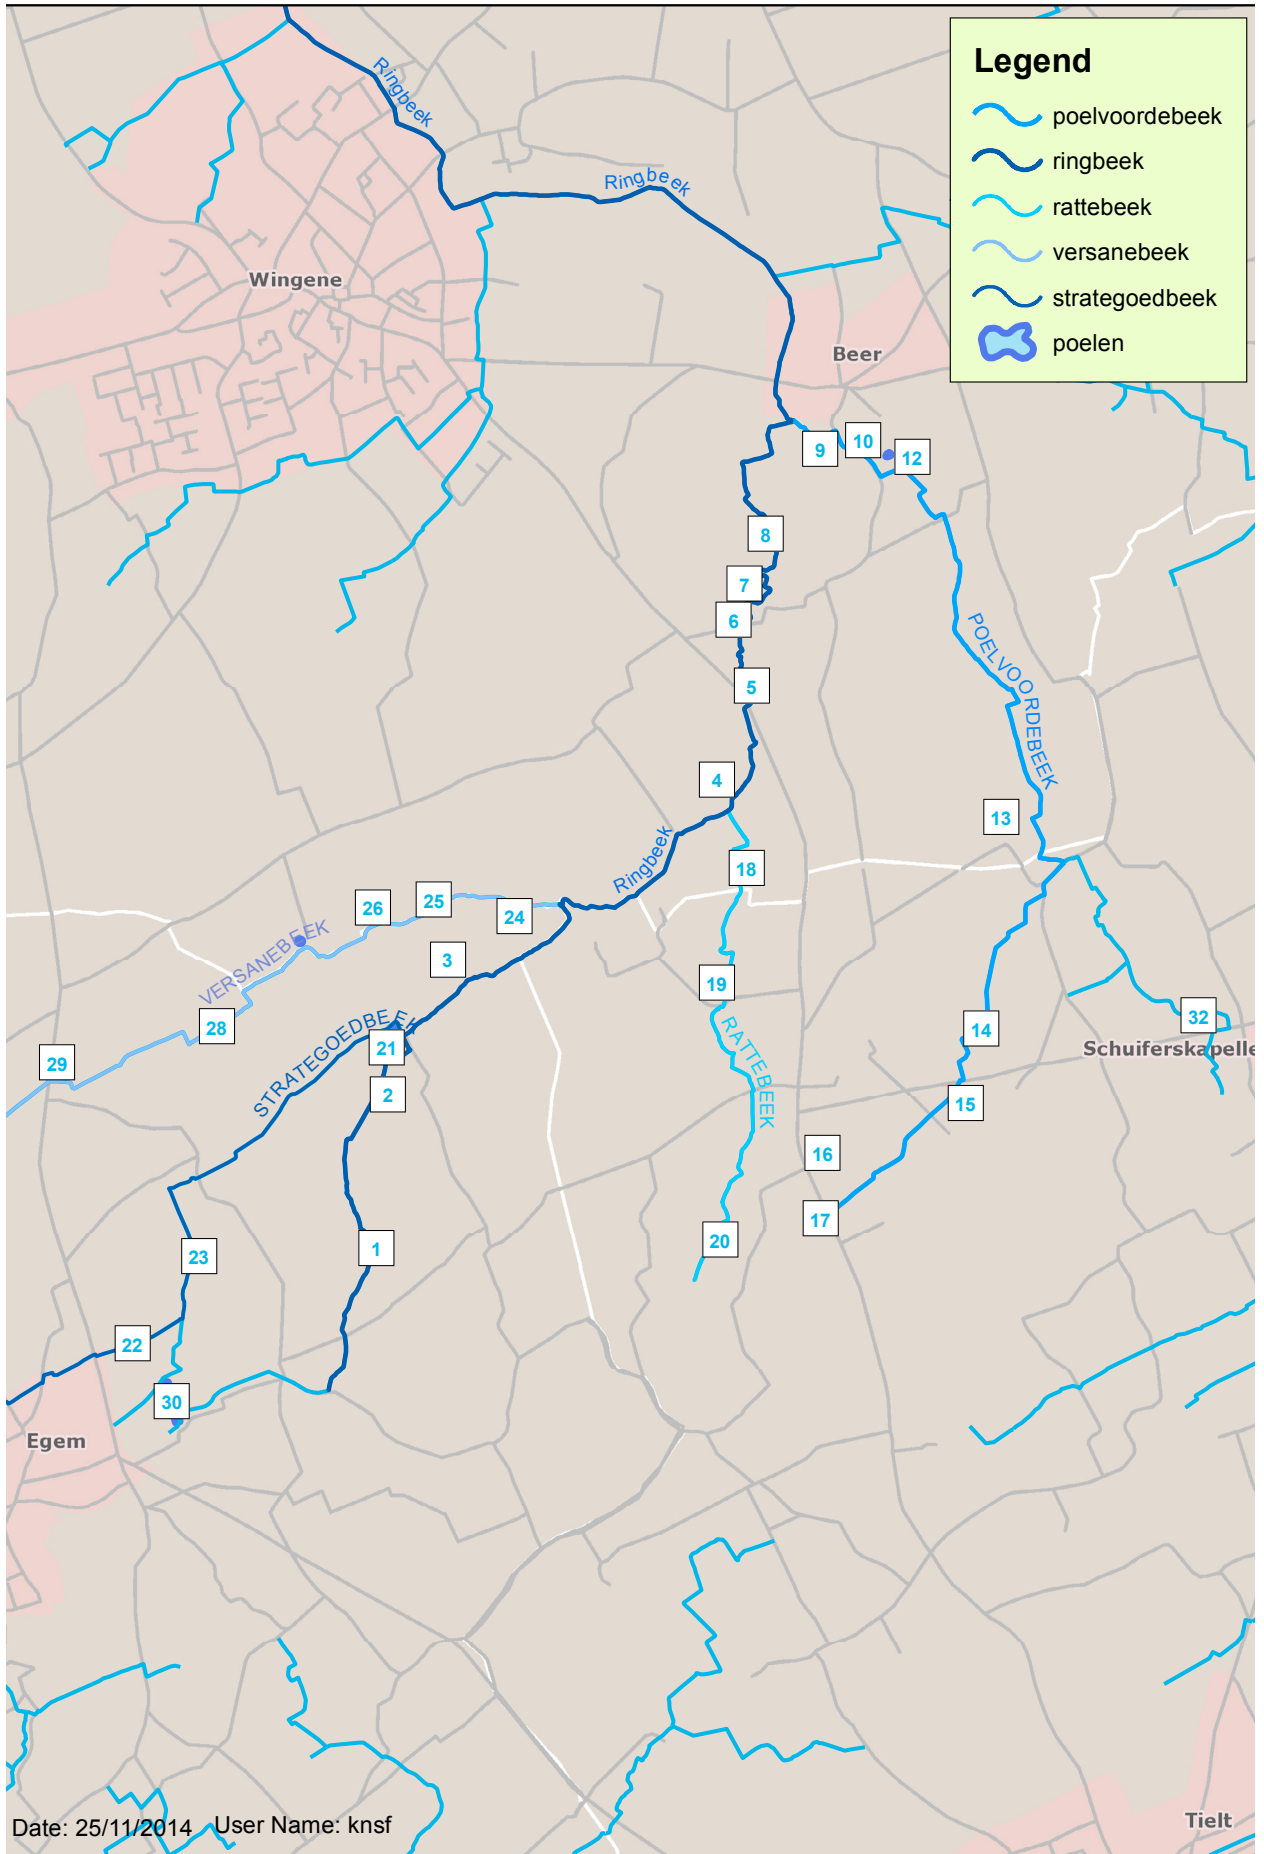 Legend
poelvoordebeek
ringbeek
rattebeek
versanebeek
strategoedbeek
poelen
Ringbeek
Ringbeek
Wingene
Beer
9
10
12
8
7
6
POELVOORDEBEEK
5
4
13
Ringbeek
18
26
25
24
VERSANEBEEK
3
19
28
STRATEGOEDBEEK
21
29
2
RATTEBEEK
14
32
Schuiferskapelle
15
16
17
1
20
23
22
30
Egem
Tielt
Date: 25/11/2014 User Name: knsf